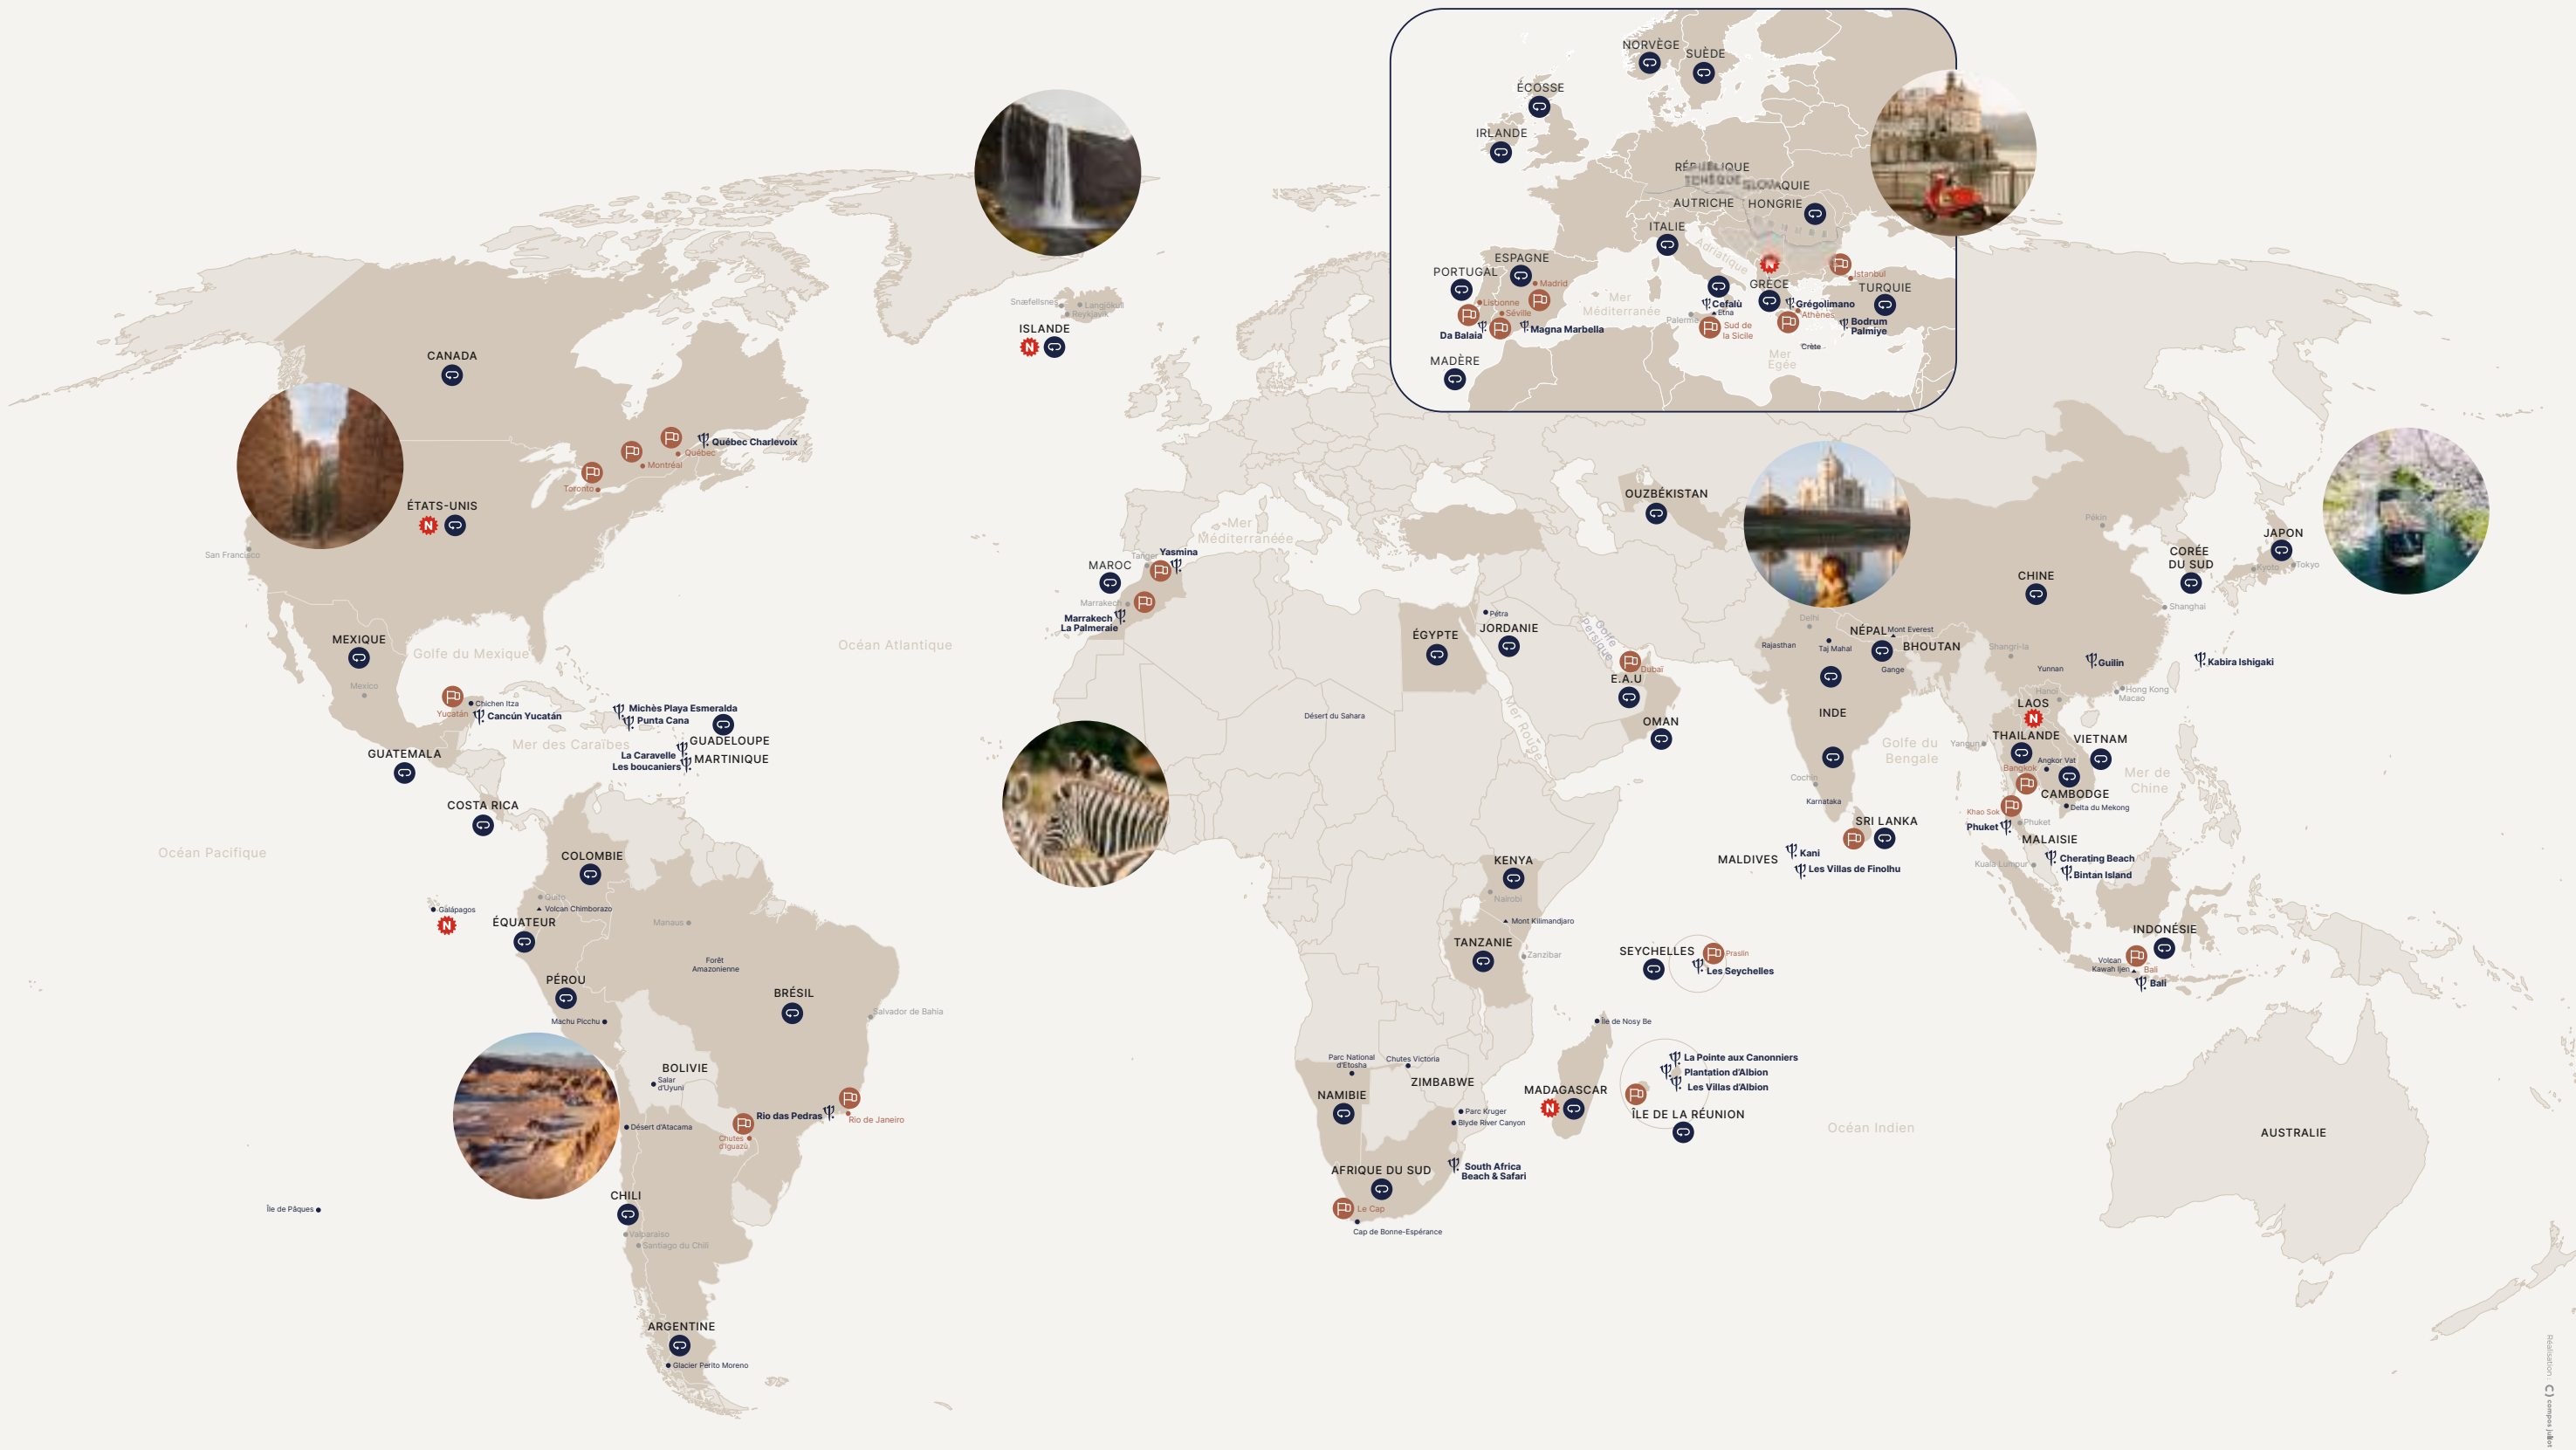 NORVÈGE
SUÈDE
ÉCOSSE
IRLANDE
RÉPUBLIQUE
TCHÈQUE
SLOVAQUIE
AUTRICHE
HONGRIE
ITALIE
Adriatique
ESPAGNE
PORTUGAL
Madrid
Lisbonne
Séville
Da Balaia
Magna Marbella
MADÈRE
Mer
Méditerranée
Cefalù
Etna
Palerme
Sud de
la Sicile
N
GRÈCE
Grégolimano
Athènes
Istanbul
TURQUIE
Bodrum
Palmiye
Crète
Mer
Egée
Snæfellsnes
Langjökull
Reykjavik
ISLANDE
N
CANADA
Québec Charlevoix
Québec
Montréal
Toronto
ÉTATS-UNIS
N
San Francisco
MEXIQUE
Mexico
Golfe du Mexique
Océan Atlantique
Yucatán
Chichen Itza
Cancún Yucatán
Michès Playa Esmeralda
Punta Cana
GUADELOUPE
Mer des Caraïbes
La Caravelle
Les boucaniers
MARTINIQUE
GUATEMALA
COSTA RICA
Océan Pacifique
COLOMBIE
Quito
Volcan Chimborazo
Galápagos
N
ÉQUATEUR
Manaus
Forêt
Amazonienne
PÉROU
BRÉSIL
Machu Picchu
Salvador de Bahia
BOLIVIE
Salar
d'Uyuni
Rio das Pedras
Rio de Janeiro
Désert d'Atacama
Chutes
d'Iguazú
CHILI
Île de Pâques
Valparaiso
Santiago du Chili
ARGENTINE
Glacier Perito Moreno
Mer
Méditerranéée
Tanger
Yasmina
MAROC
Marrakech
Marrakech
La Palmeraie
Désert du Sahara
ÉGYPTE
Pétra
JORDANIE
Golfe
Persique
Dubaï
E.A.U
OMAN
Mer Rouge
OUZBÉKISTAN
KENYA
Nairobi
Mont Kilimandjaro
TANZANIE
Zanzibar
SEYCHELLES
Praslin
Les Seychelles
Île de Nosy Be
Parc National
d'Etosha
Chutes Victoria
ZIMBABWE
NAMIBIE
MADAGASCAR
N
Parc Kruger
Blyde River Canyon
La Pointe aux Canonniers
Plantation d'Albion
Les Villas d'Albion
ÎLE DE LA RÉUNION
South Africa
Beach & Safari
AFRIQUE DU SUD
Le Cap
Cap de Bonne-Espérance
Océan Indien
Delhi
Rajasthan
Taj Mahal
NÉPAL
Mont Everest
BHOUTAN
Gange
INDE
Golfe du
Bengale
Cochin
Karnataka
SRI LANKA
MALDIVES
Kani
Les Villas de Finolhu
Pékin
CHINE
CORÉE
DU SUD
JAPON
Kyoto
Tokyo
Shanghai
Shangri-la
Yunnan
Guilin
Kabira Ishigaki
Hanoï
Hong Kong
Macao
LAOS
N
THAILANDE
VIETNAM
Yangun
Bangkok
Angkor Vat
CAMBODGE
Delta du Mekong
Mer de
Chine
Khao Sok
Phuket
Phuket
MALAISIE
Kuala Lumpur
Cherating Beach
Bintan Island
INDONÉSIE
Volcan
Kawah Ijen
Bali
Bali
AUSTRALIE
Réalisation :
compos juliot